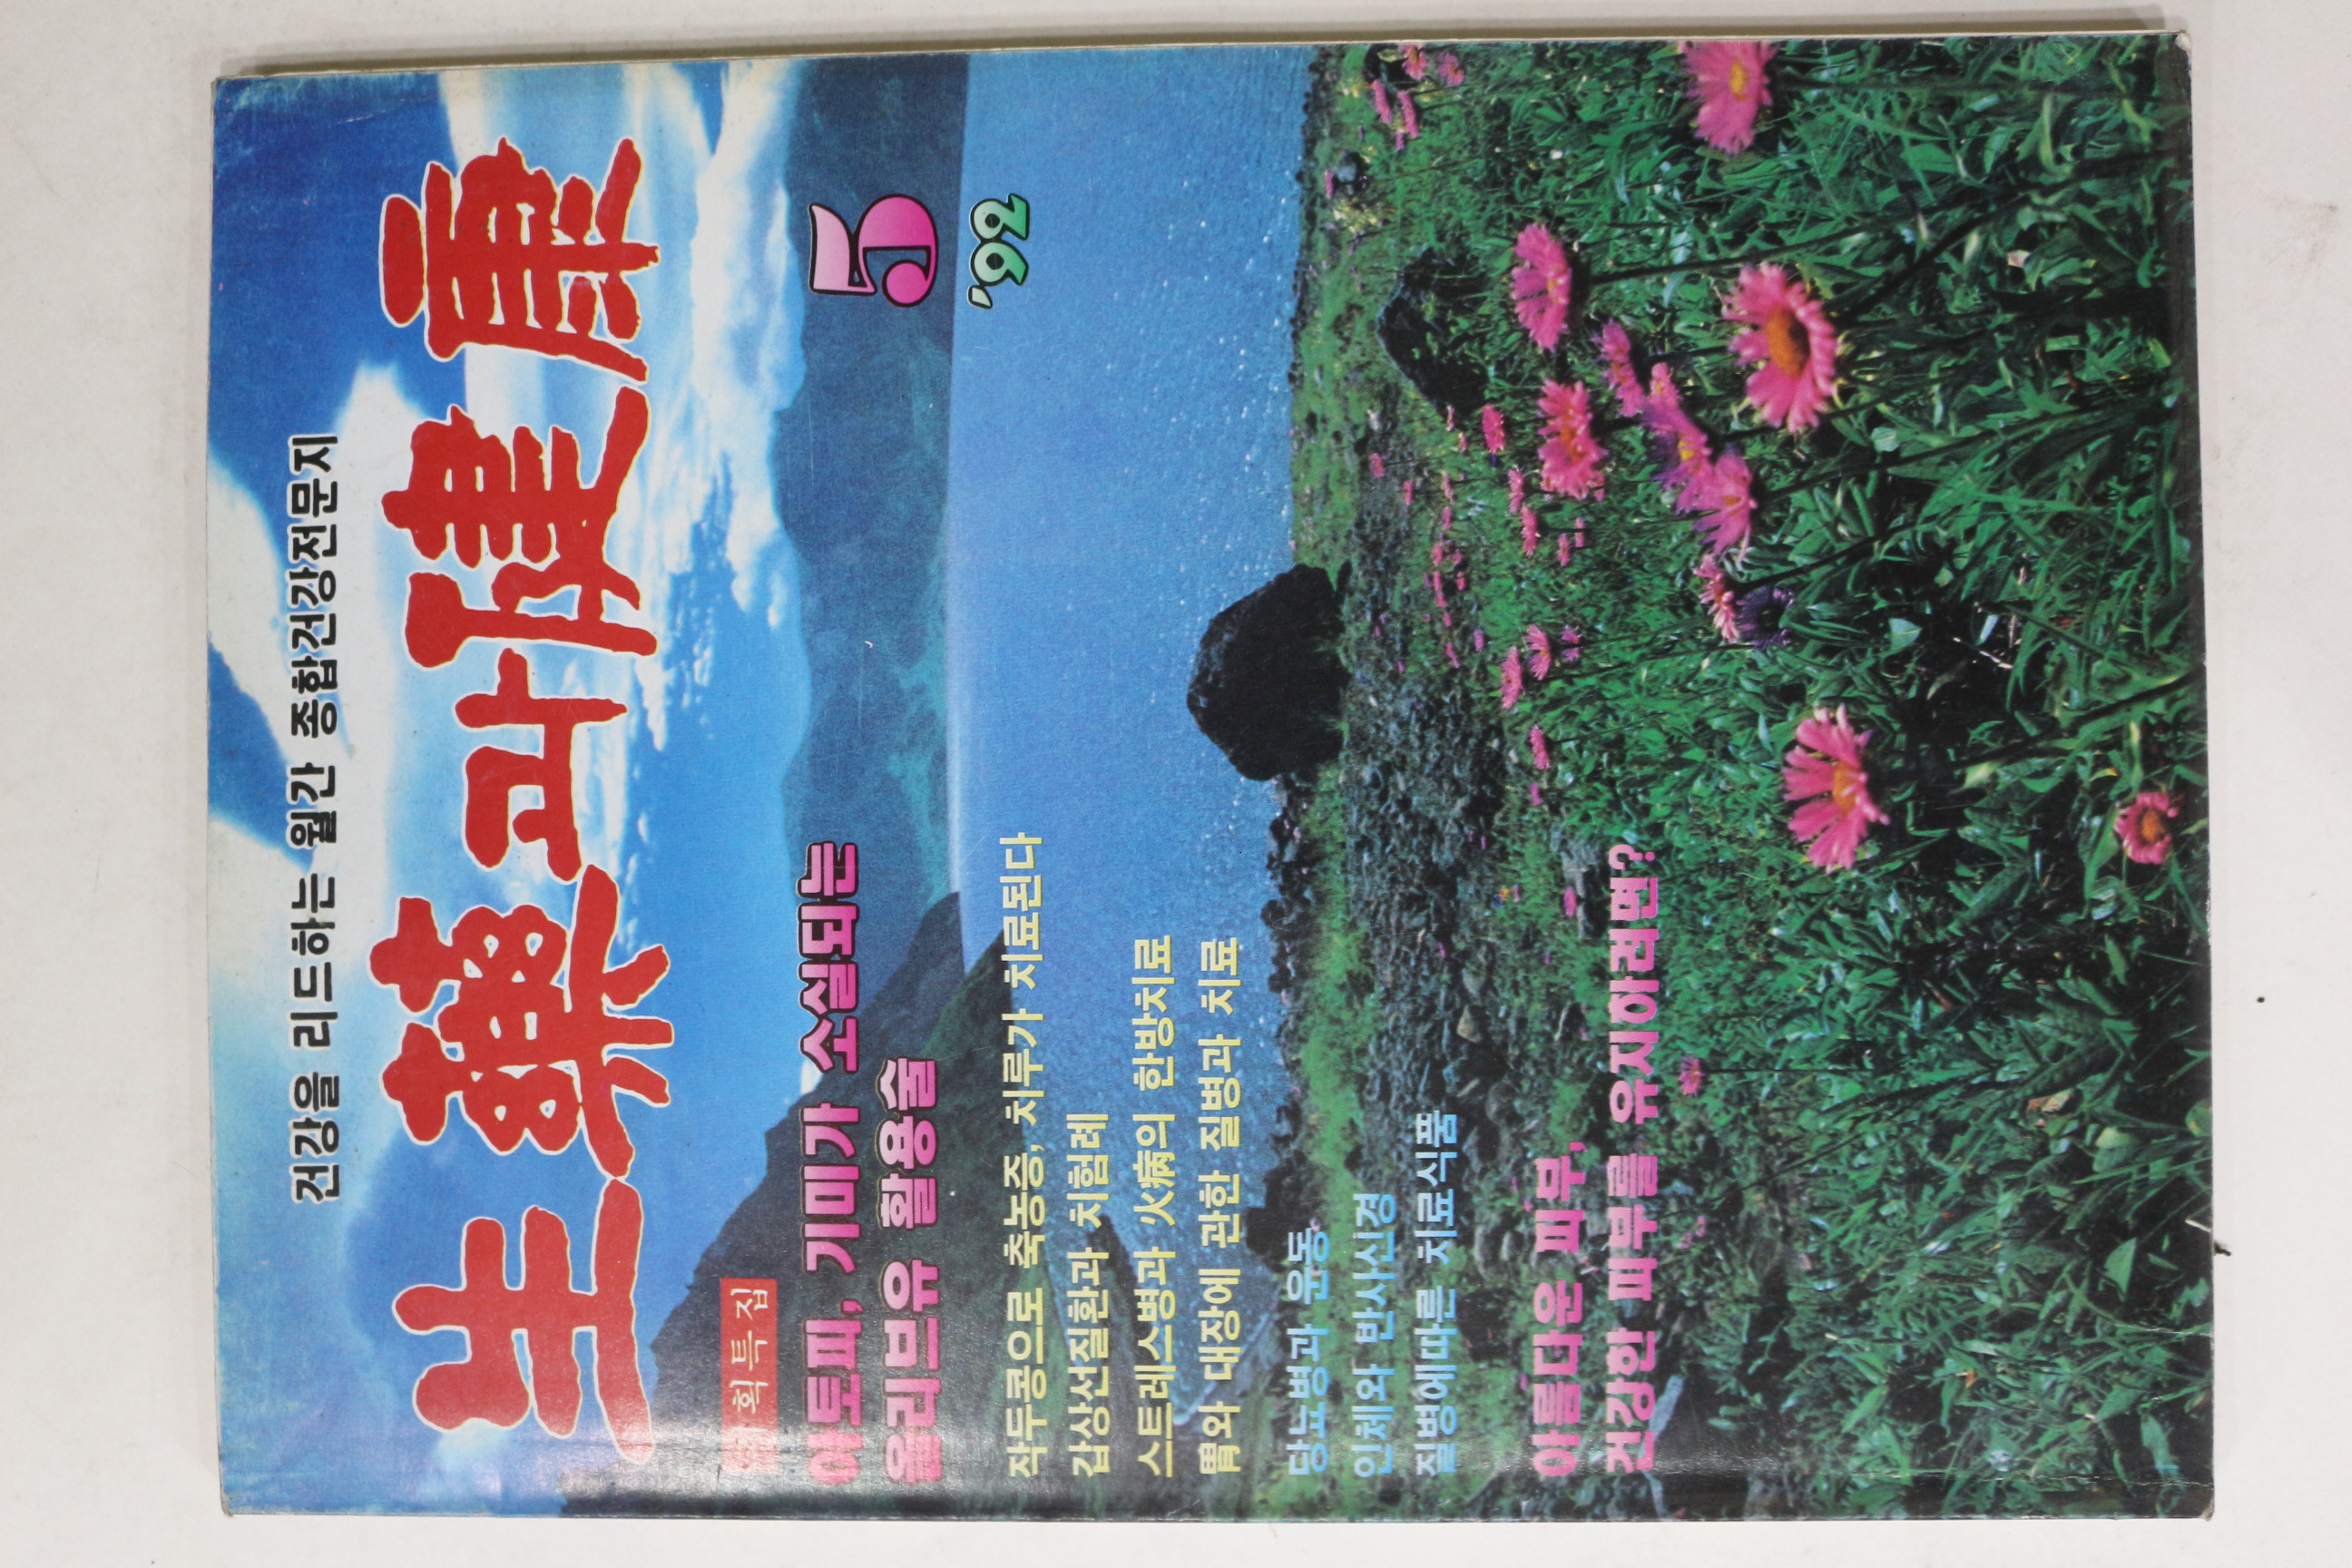 건강을 리드하는 월간 종합건강전문지
生藥과建康
5
'92
기획특집
아토피, 기미가 소실되는
올리브유 활용술
작두콩으로 축농증, 치루가 치료된다
갑상선질환과 치험례
스트레스병과 火病의 한방치료
胃와 대장에 관한 질병과 치료
당뇨병과 운동
인체와 반사신경
질병에따른 치료식품
아름다운 피부,
건강한 피부를 유지하려면?